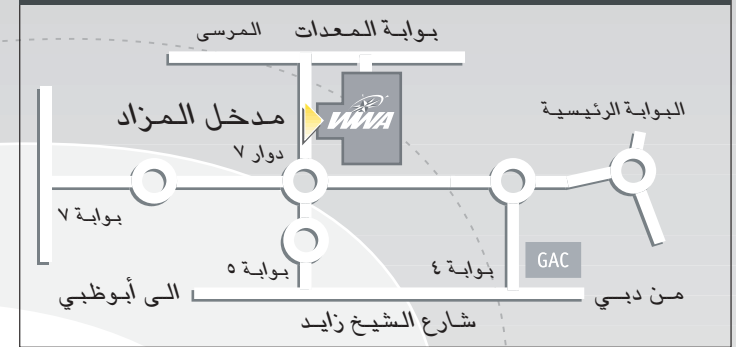 بوابة المعدات
المرسى
البوابة الرئيسية
مدخل المزاد
WWA
دوار ٧
بوابة ٧
بوابة ٥
بوابة ٤
GAC
من دبي
الى أبوظبي
شارع الشيخ زايد